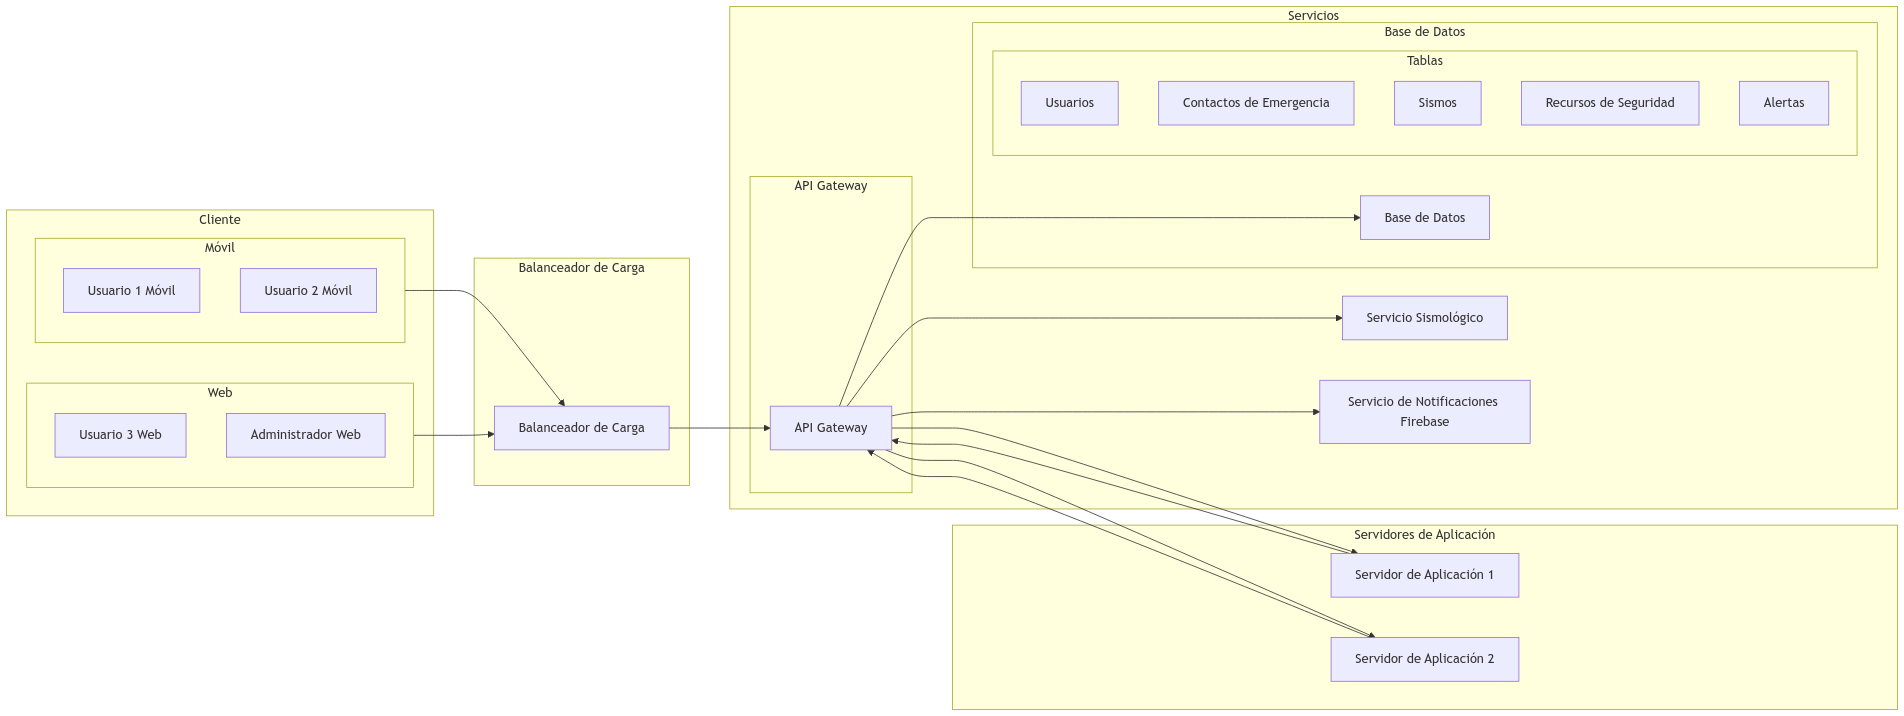 Cliente
Móvil
Usuario 1 Móvil
Usuario 2 Móvil
Web
Usuario 3 Web
Administrador Web
Balanceador de Carga
Balanceador de Carga
Servicios
Base de Datos
Tablas
Usuarios
Contactos de Emergencia
Sismos
Recursos de Seguridad
Alertas
Base de Datos
API Gateway
API Gateway
Servicio Sismológico
Servicio de Notificaciones
Firebase
Servidores de Aplicación
Servidor de Aplicación 1
Servidor de Aplicación 2